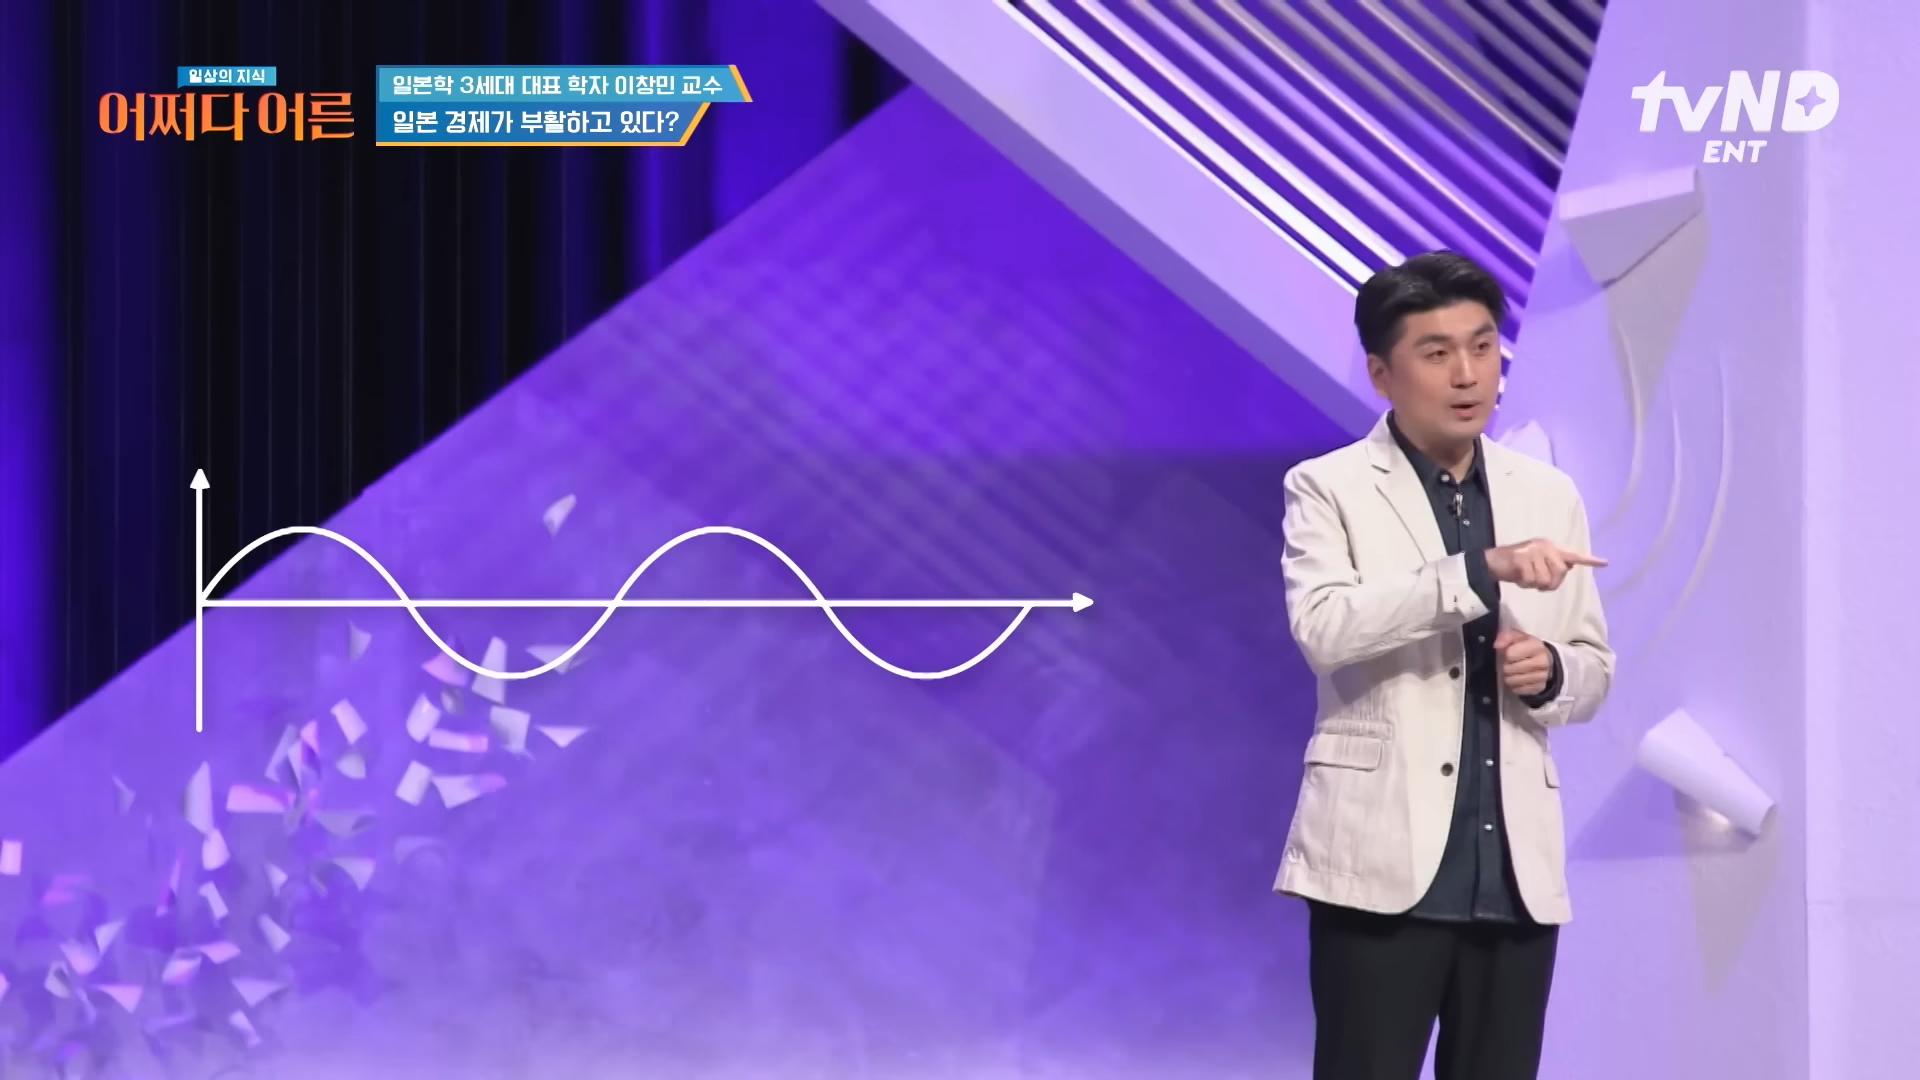 일상의 지식
어쩌다 어른
일본학 3세대 대표 학자 이창민 교수
일본 경제가 부활하고 있다?
tvND
ENT